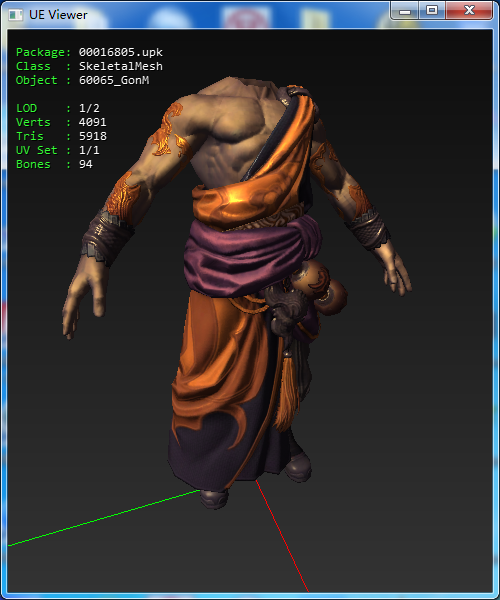 UE Viewer
Package: 00016805.upk
Class : SkeletalMesh
Object : 60065_GonM
LOD : 1/2
Verts : 4091
Tris : 5918
UV Set : 1/1
Bones : 94